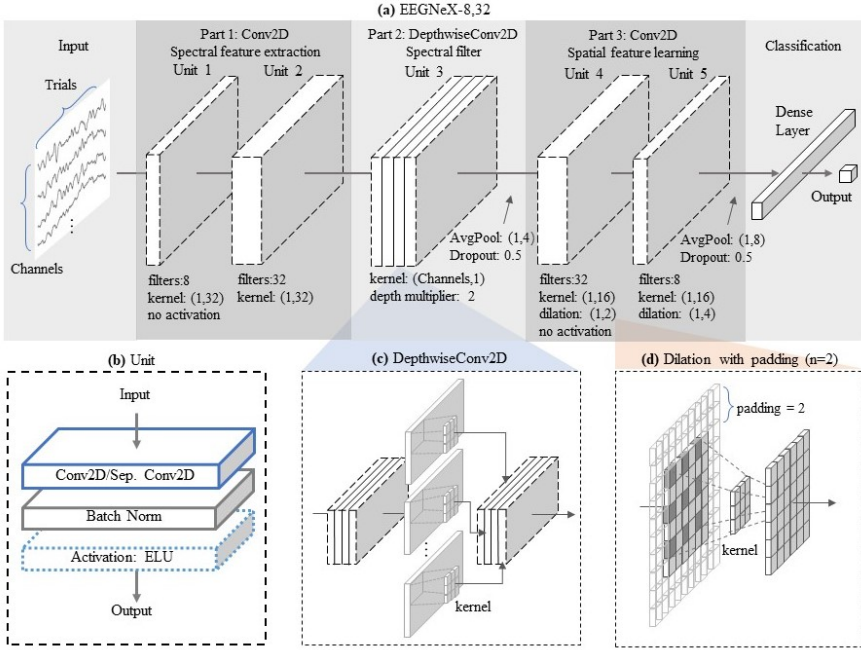 (a) EEGNeX-8,32
Input
Part 1: Conv2D
Spectral feature extraction
Unit 1 Unit 2
Part 2: DepthwiseConv2D
Spectral filter
Unit 3
Part 3: Conv2D
Spatial feature learning
Unit 4 Unit 5
Classification
Trials
Channels
Dense
Layer
Output
filters:8
kernel: (1,32)
no activation
filters:32
kernel: (1,32)
kernel: (Channels,1)
depth multiplier: 2
AvgPool: (1,4)
Dropout: 0.5
filters:32
kernel: (1,16)
dilation: (1,2)
no activation
filters:8
kernel: (1,16)
dilation: (1,4)
AvgPool: (1,8)
Dropout: 0.5
(b) Unit
Input
Conv2D/Sep. Conv2D
Batch Norm
Activation: ELU
Output
(c) DepthwiseConv2D
kernel
(d) Dilation with padding (n=2)
padding = 2
kernel